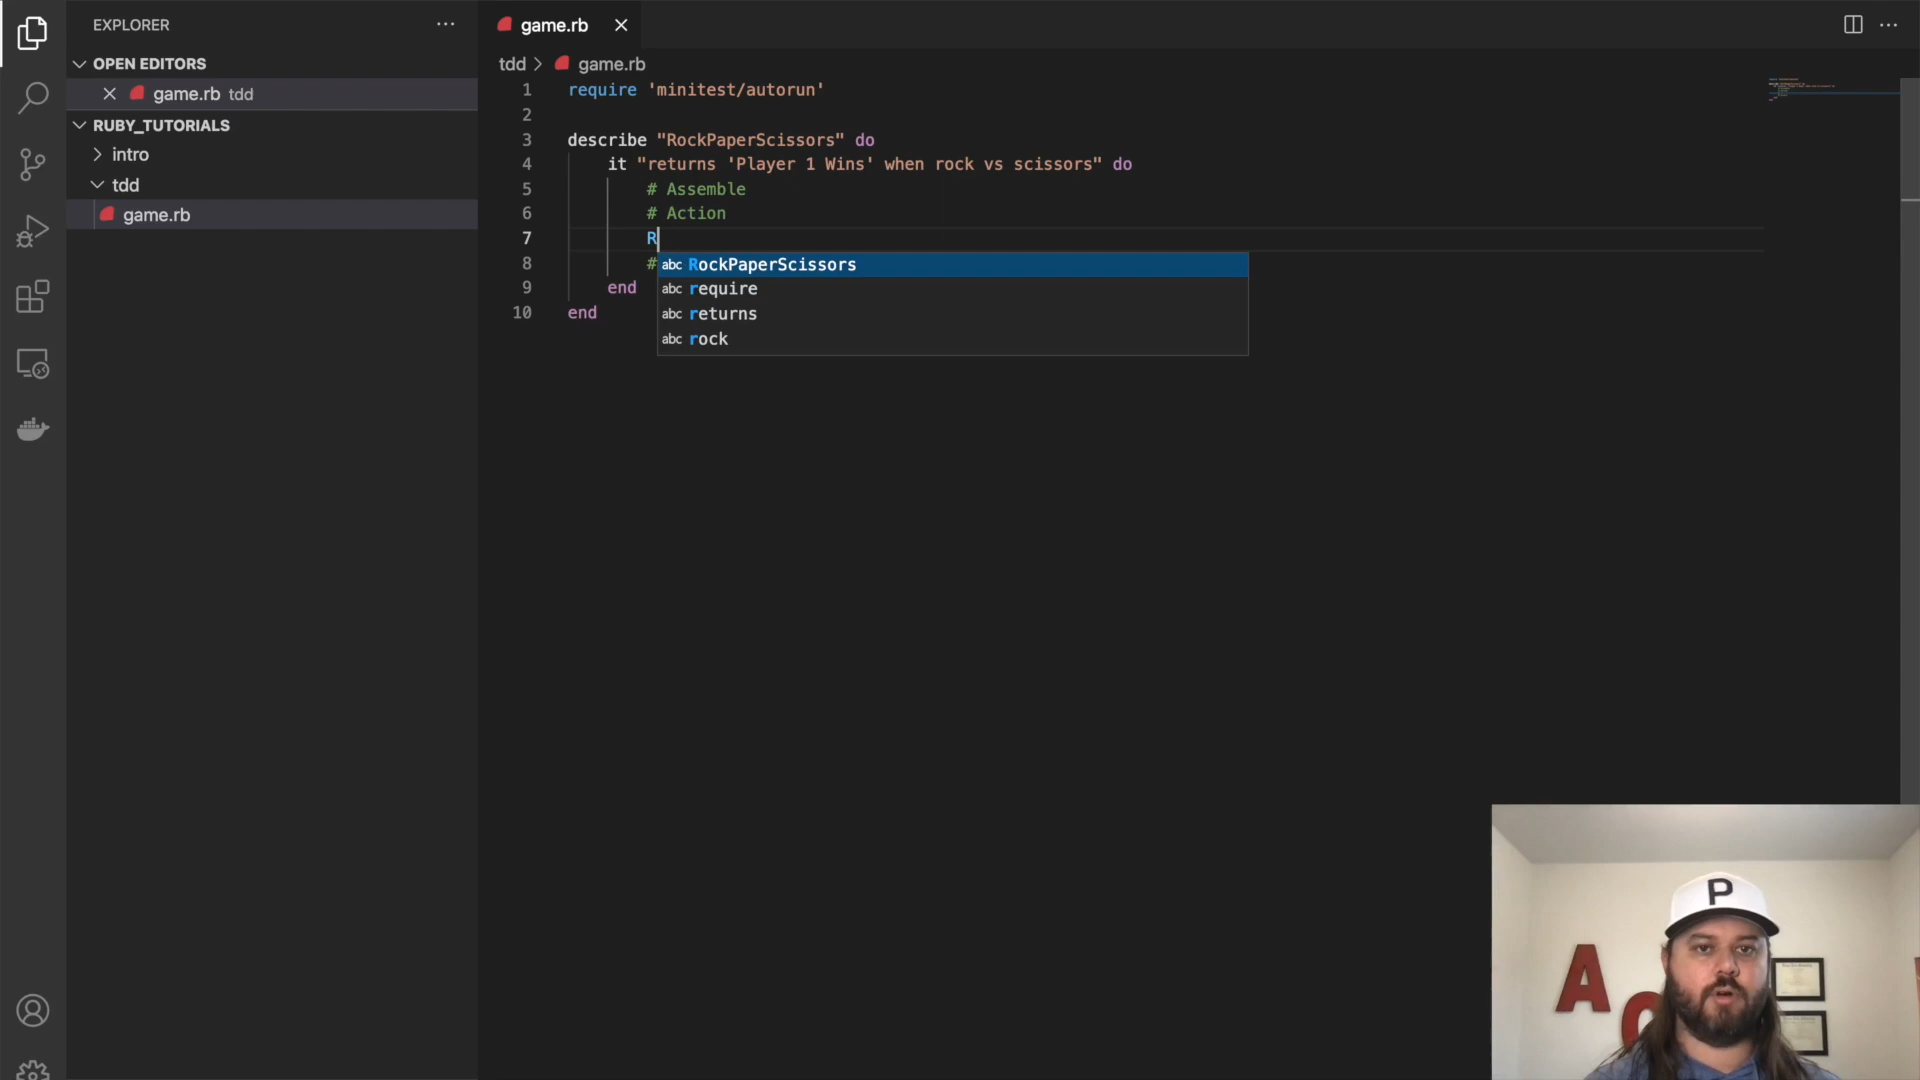 EXPLORER
OPEN EDITORS
game.rb tdd
RUBY_TUTORIALS
intro
tdd
game.rb
game.rb
tdd > game.rb
1 require 'minitest/autorun'
2
3 describe "RockPaperScissors" do
4 it "returns 'Player 1 Wins' when rock vs scissors" do
5 # Assemble
6 # Action
7 R
8 #
9 end
10 end
abc RockPaperScissors
abc require
abc returns
abc rock
P
A